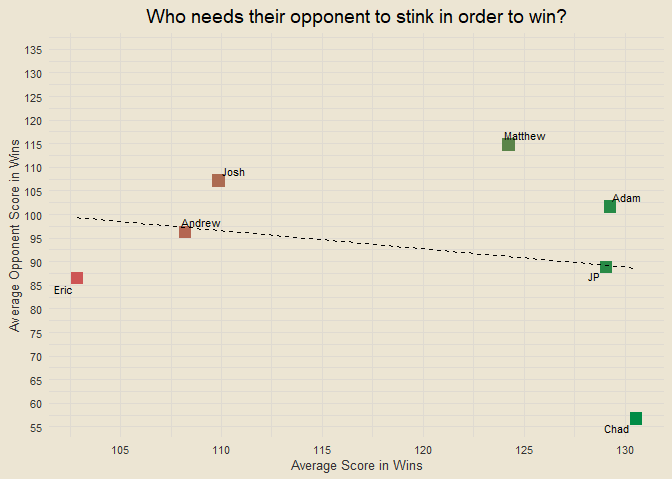 Who needs their opponent to stink in order to win?
Average Opponent Score in Wins
135
130
125
120
115
110
105
100
95
90
85
80
75
70
65
60
55
Matthew
Josh
Adam
Andrew
JP
Eric
Chad
105
110
115
120
125
130
Average Score in Wins